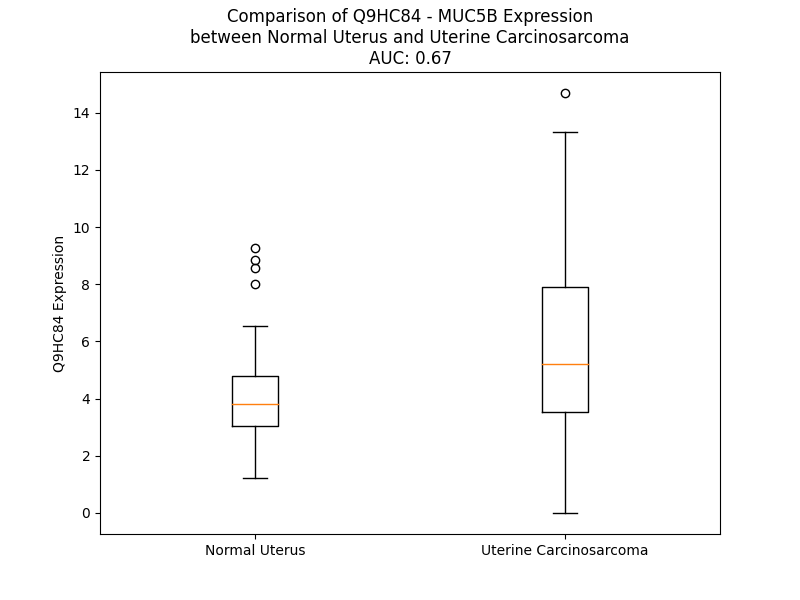 Comparison of Q9HC84 - MUC5B Expression
between Normal Uterus and Uterine Carcinosarcoma
AUC: 0.67
14
12
10
8
6
4
2
0
Q9HC84 Expression
Normal Uterus
Uterine Carcinosarcoma